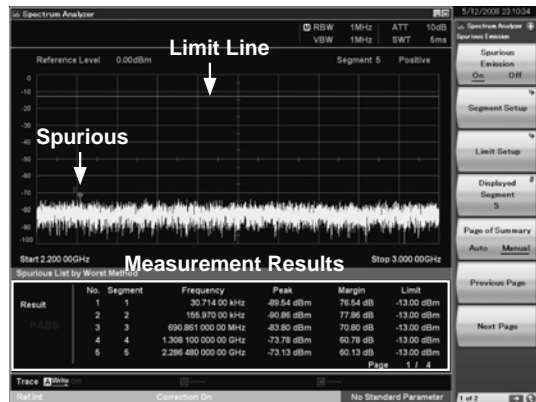 Spectrum Analyzer
5/12/2008 23:10:34
RBW 1MHz ATT 10dB
VBW 1MHz SWT 5ms
Limit Line
Reference Level 0.00dBm Segment 5 Positive
0
-10
-20
-30
-40
-50
-60
-70
-80
-90
-100
Spurious
Start 2.200 00GHz Stop 3.000 00GHz
Measurement Results
Spurious List by Worst Method
No. Segment Frequency Peak Margin Limit
Result
PASS
1 1 30.714 00 kHz -89.54 dBm 76.54 dB -13.00 dBm
2 2 155.970 00 kHz -90.86 dBm 77.86 dB -13.00 dBm
3 3 690.861 000 00 MHz -83.80 dBm 70.80 dB -13.00 dBm
4 4 1.308 100 000 00 GHz -73.78 dBm 60.78 dB -13.00 dBm
5 5 2.286 480 000 00 GHz -73.13 dBm 60.13 dB -13.00 dBm
Page 1 / 4
Trace A Write Off
Ref.Int Correction On No Standard Parameter
Spectrum Analyzer
Spurious Emission
Spurious
Emission
On Off
Segment Setup
Limit Setup
Displayed
Segment
5
Page of Summary
Auto Manual
Previous Page
Next Page
1 of 2